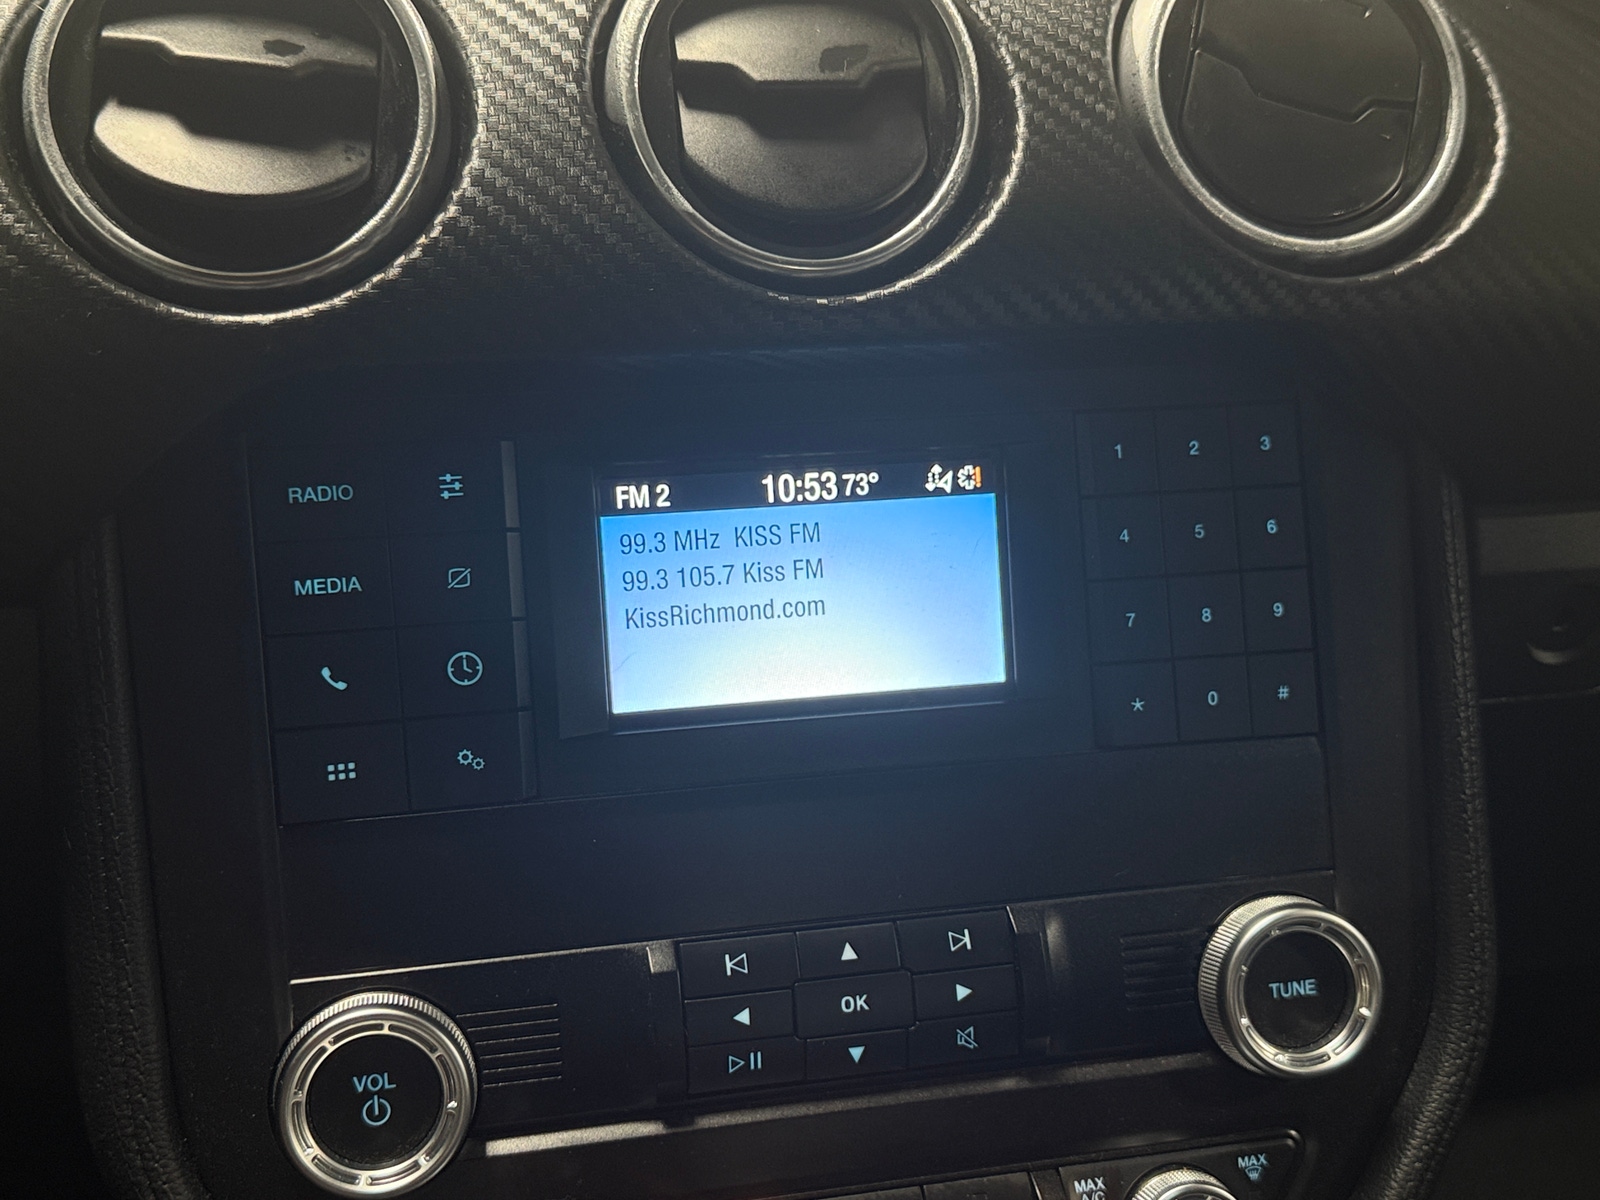 FM 2 10:53 73°
99.3 MHz KISS FM
99.3 105.7 Kiss FM
KissRichmond.com
RADIO
MEDIA
1 2 3
4 5 6
7 8 9
* 0 #
OK
VOL
TUNE
MAX
A/C
MAX